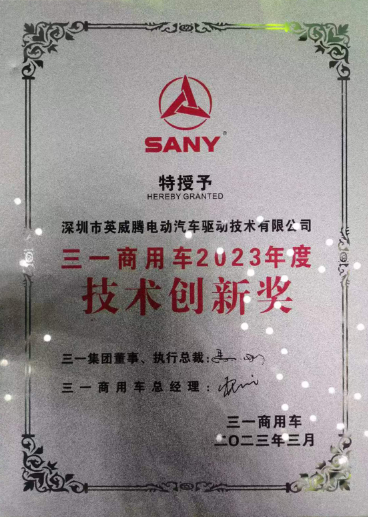 SANY®
特授予
HEREBY GRANTED
深圳市英威腾电动汽车驱动技术有限公司
三一商用车2023年度
技术创新奖
三一集团董事、执行总裁:
三一商用车总经理:
三一商用车
二〇二三年三月